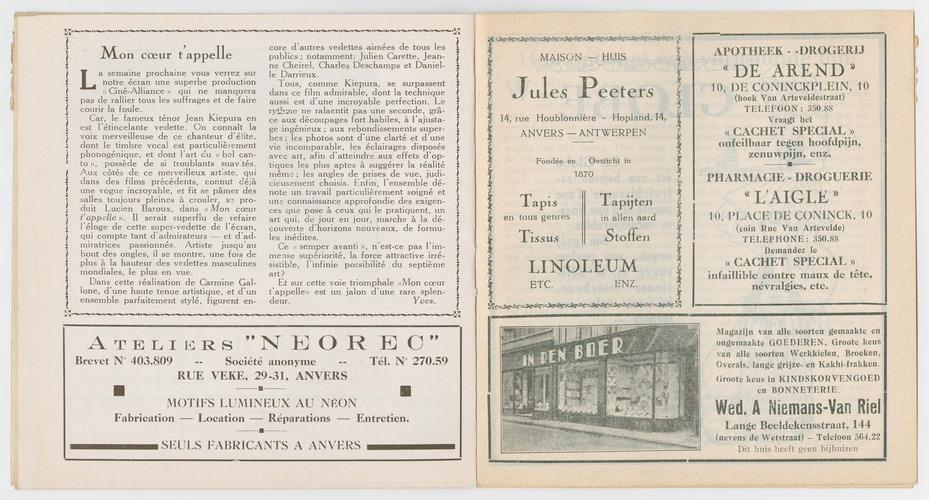 Mon cœur t'appelle
La semaine prochaine vous verrez sur
notre écran une superbe production
« Ciné-Alliance » qui ne manquera
pas de rallier tous les suffrages et de faire
courir la foule.
Car, le fameux ténor Jean Kiepura en
est l'étincelante vedette. On connaît la
voix merveilleuse de ce chanteur d'élite,
dont le timbre vocal est particulièrement
phonogénique, et dont l'art du « bel can-
to », possède de si troublants suavtés.
Aux côtés de ce merveilleux artiste, qui
dans des films précédents, connut déjà
une vogue incroyable, et fit se pâmer des
salles toujours pleines à crouler, se pro-
duit Lucien Baroux, dans «Mon cœur
t'appelle». Il serait superflu de refaire
l'éloge de cette super-vedette de l'écran,
qui compte tant d'admirateurs — et d'ad-
miratrices passionnés. Artiste jusqu'au
bout des ongles, il se montre, une fois de
plus à la hauteur des vedettes masculines
mondiales, le plus en vue.
Dans cette réalisation de Carmine Gal-
lone, d'une haute tenue artistique, et d'un
ensemble parfaitement stylé, figurent en-
core d'autres vedettes aimées de tous les
publics ; notamment: Julien Carette, Jean-
ne Cheirel, Charles Deschamps et Daniel-
le Darrieux.
Tous, comme Kiepura, se surpassent
dans ce film admirable, dont la technique
aussi est d'une incroyable perfection. Le
rythme ne ralaentit pas une seconde, grâ-
ce aux découpages fort habiles, à l'ajusta-
ge ingénieux ; aux rebondissements super-
bes ; les photos sont d'une clarté et d'une
vie incomparable, les éclairages disposés
avec art, afin d'atteindre aux effets d'op-
tiques les plus aptes à suggérer la réalité
même ; les angles de prises de vue, judi-
cieusement choisis. Enfin, l'ensemble dé-
note un travail particulièrement soigné et
une connaissance approfondie des exigen-
ces que pose à ceux qui le pratiquent, un
art qui, de jour en jour, marche à la dé-
couverte d'horizons nouveaux, de formu-
les inédites.
Ce « semper avanti », n'est-ce pas l'im-
mense supériorité, la force attractive irré-
sistible, l'infinie possibilité du septième
art?
Et sur cette voie triomphale «Mon cœur
t'appelle» est un jalon d'une rare splen-
deur. Yves.
ATELIERS "NEOREC"
Brevet N° 403.809 -- Société anonyme -- Tél. N° 270.59
RUE VEKE, 29-31, ANVERS
MOTIFS LUMINEUX AU NÉON
Fabrication — Location — Réparations — Entretien.
SEULS FABRICANTS A ANVERS
MAISON — HUIS
Jules Peeters
14, rue Houblonnière - Hopland, 14,
ANVERS — ANTWERPEN
Fondée en Gesticht in
1870
Tapis Tapijten
en tous genres in allen aard
Tissus Stoffen
LINOLEUM
ETC. ENZ.
APOTHEEK - -DROGERIJ
« DE AREND »
10, DE CONINCKPLEIN, 10
(hoek Van Arteveldestraat)
TELEFOON : 350.88
Vraagt het
« CACHET SPECIAL »
onfeilbaar tegen hoofdpijn,
zenuwpijn, enz.
PHARMACIE - DROGUERIE
« L'AIGLE »
10, PLACE DE CONINCK, 10
(coin Rue Van Artevelde)
TELEPHONE : 350.88
Demandez le
« CACHET SPECIAL »
infaillible contre maux de tête,
névralgies, etc.
IN DEN BOER
Magazijn van alle soorten gemaakte en
ongemaakte GOEDEREN. Groote keus
van alle soorten Werkkielen, Broeken,
Overals, lange grijze- en Kakhi-frakken.
Groote keus in KINDSKORVENGOED
en BONNETERIE.
Wed. A Niemans-Van Riel
Lange Beeldekensstraat, 144
(nevens de Wetstraat) — Telefoon 564.22
Dit huis heeft geen bijhuizen